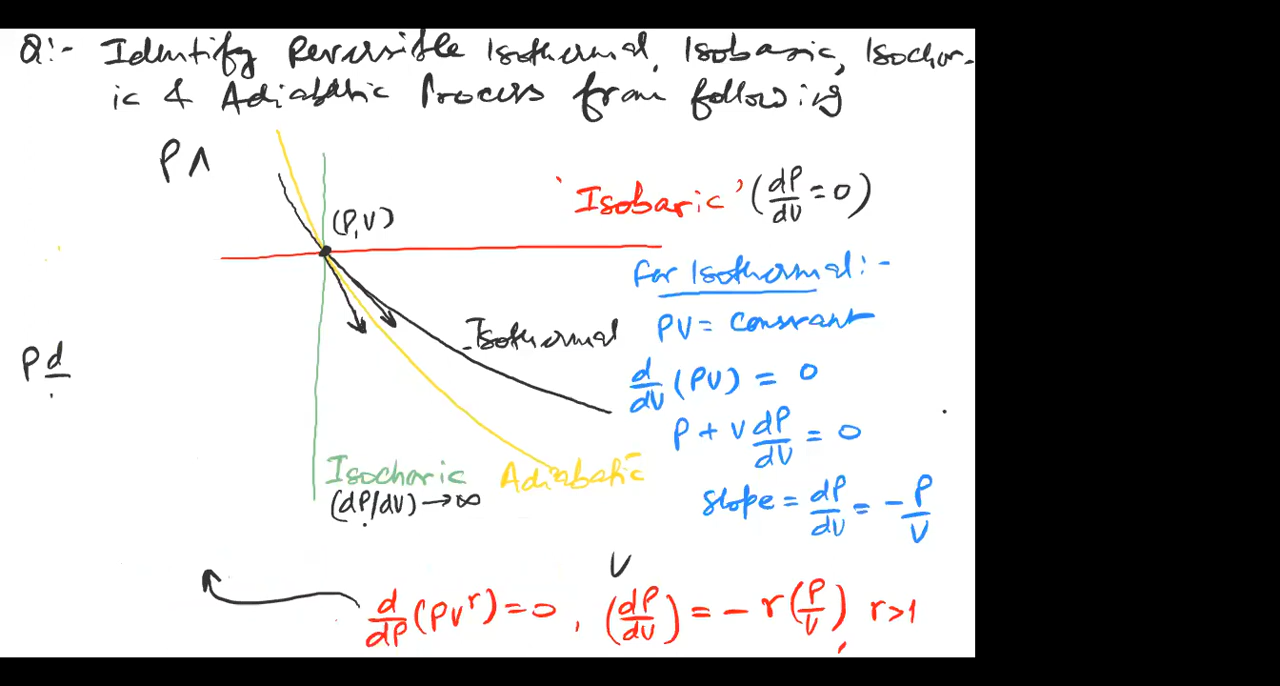 Q:- Identify Reversible Isothermal, Isobaric, Isochor-
ic & Adiabatic Process from following
P
'Isobaric' (dP/dV = 0)
(P,V)
For Isothermal:-
PV = Constant
Isothermal
Pd
d/dV (PV) = 0
P + V dP/dV = 0
Isochoric
Adiabatic
(dP/dV) → ∞
Slope = dP/dV = -P/V
V
d/dP (PV^r) = 0, (dP/dV) = -r(P/V), r>1